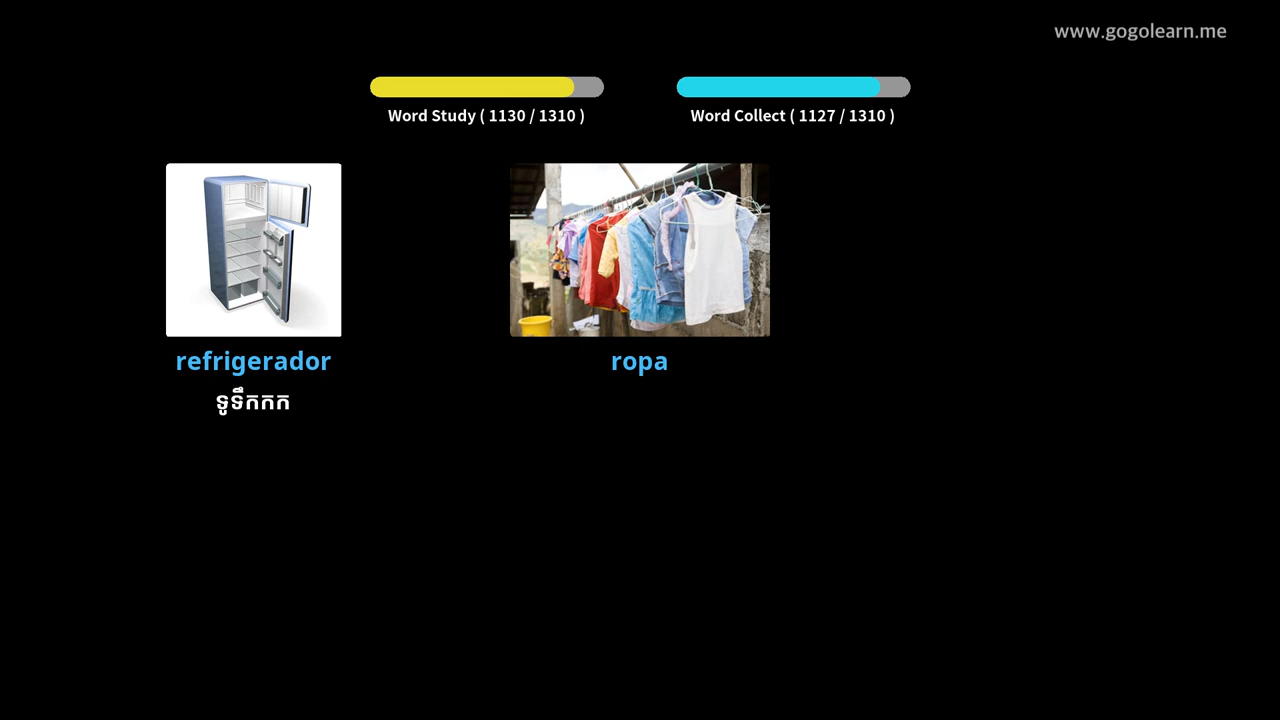 www.gogolearn.me
Word Study ( 1130 / 1310 )
Word Collect ( 1127 / 1310 )
refrigerador
ទូទឹកកក
ropa